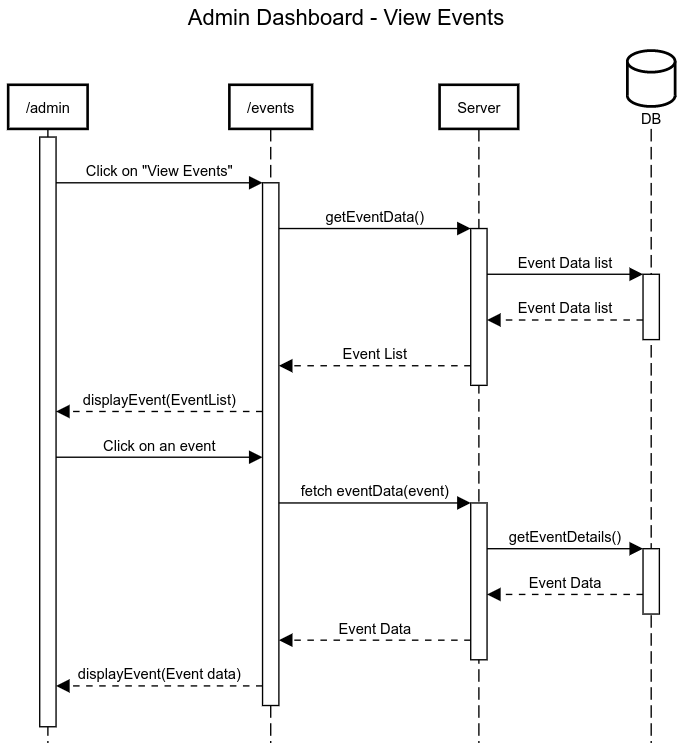 Admin Dashboard - View Events
/admin
/events
Server
DB
Click on "View Events"
getEventData()
Event Data list
Event Data list
Event List
displayEvent(EventList)
Click on an event
fetch eventData(event)
getEventDetails()
Event Data
Event Data
displayEvent(Event data)